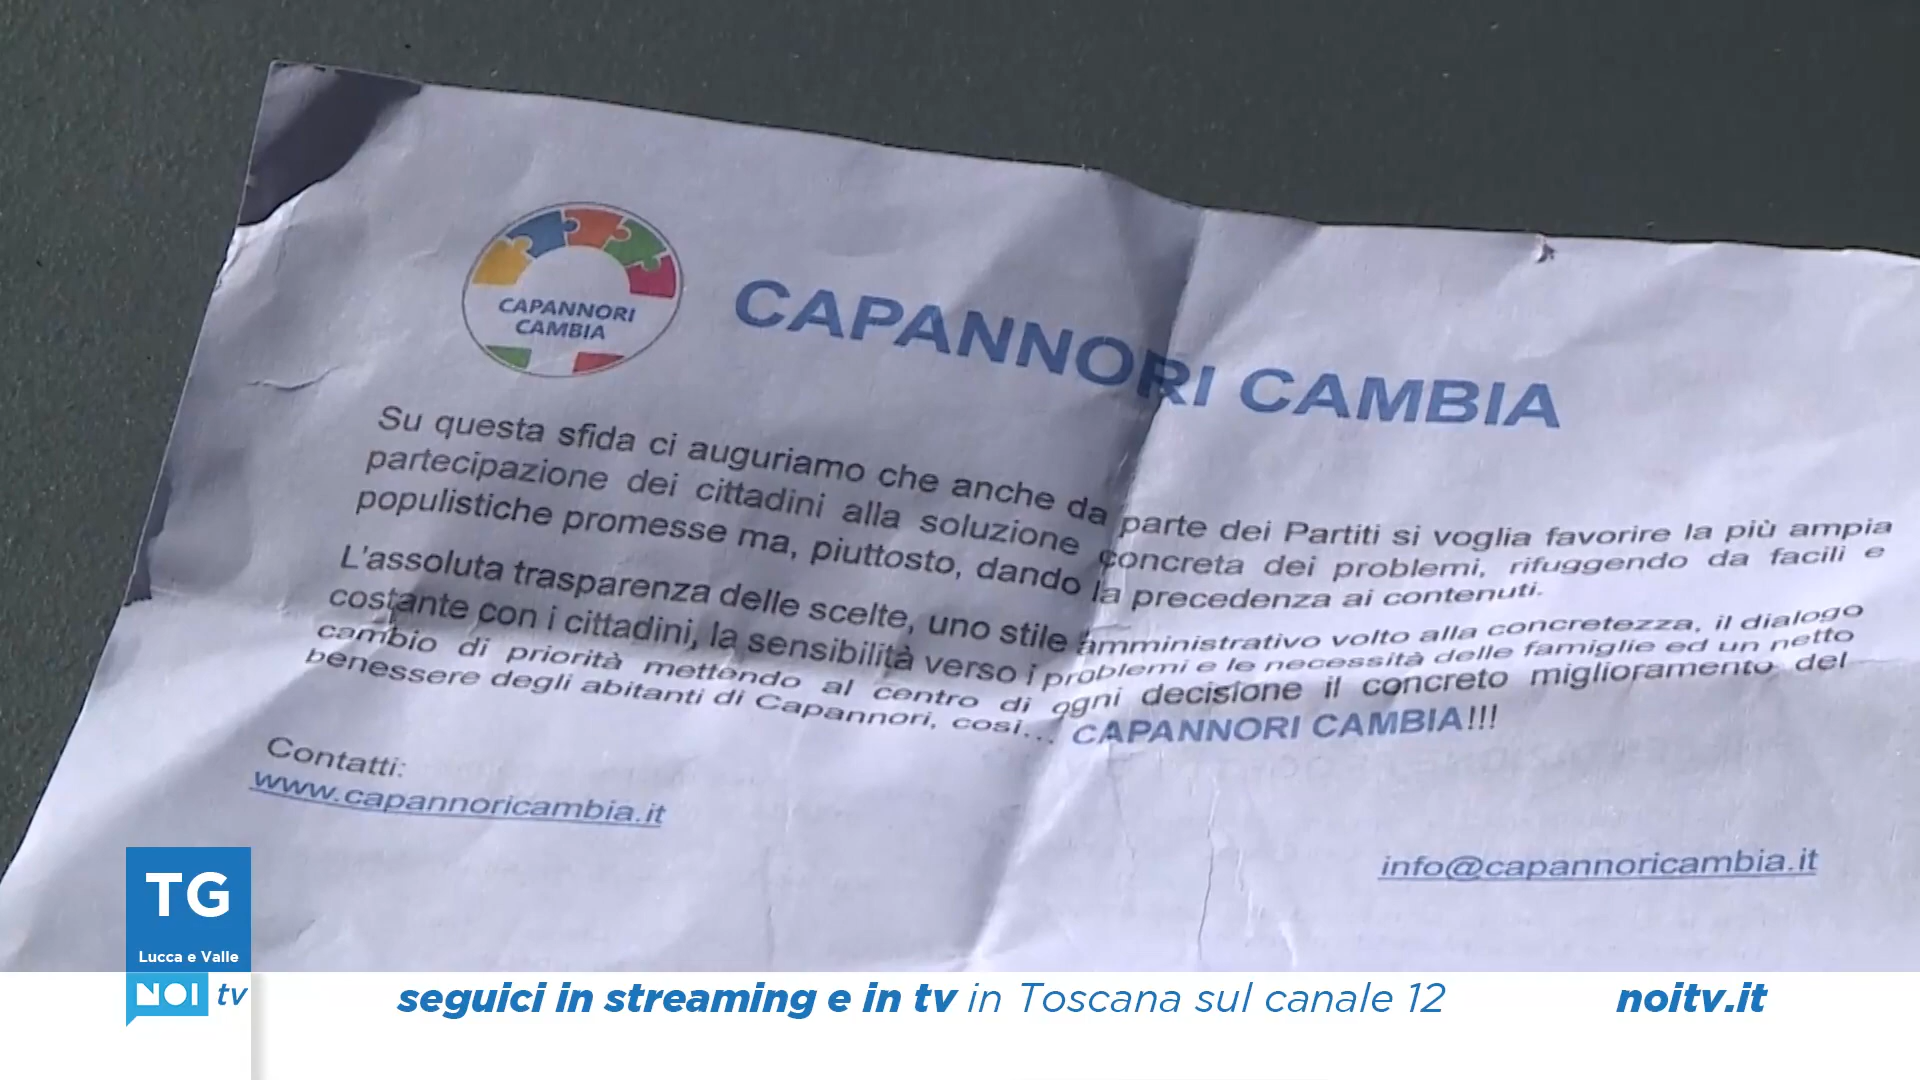 CAPANNORI
CAMBIA
CAPANNORI CAMBIA
Su questa sfida ci auguriamo che anche da parte dei Partiti si voglia favorire la più ampia
partecipazione dei cittadini alla soluzione concreta dei problemi, rifuggendo da facili e
populistiche promesse ma, piuttosto, dando la precedenza ai contenuti.
L'assoluta trasparenza delle scelte, uno stile amministrativo volto alla concretezza, il dialogo
costante con i cittadini, la sensibilità verso i problemi e le necessità delle famiglie ed un netto
cambio di priorità mettendo al centro di ogni decisione il concreto miglioramento del
benessere degli abitanti di Capannori, così... CAPANNORI CAMBIA!!!
Contatti:
www.capannoricambia.it
info@capannoricambia.it
TG
Lucca e Valle
NOI tv
seguici in streaming e in tv in Toscana sul canale 12
noitv.it